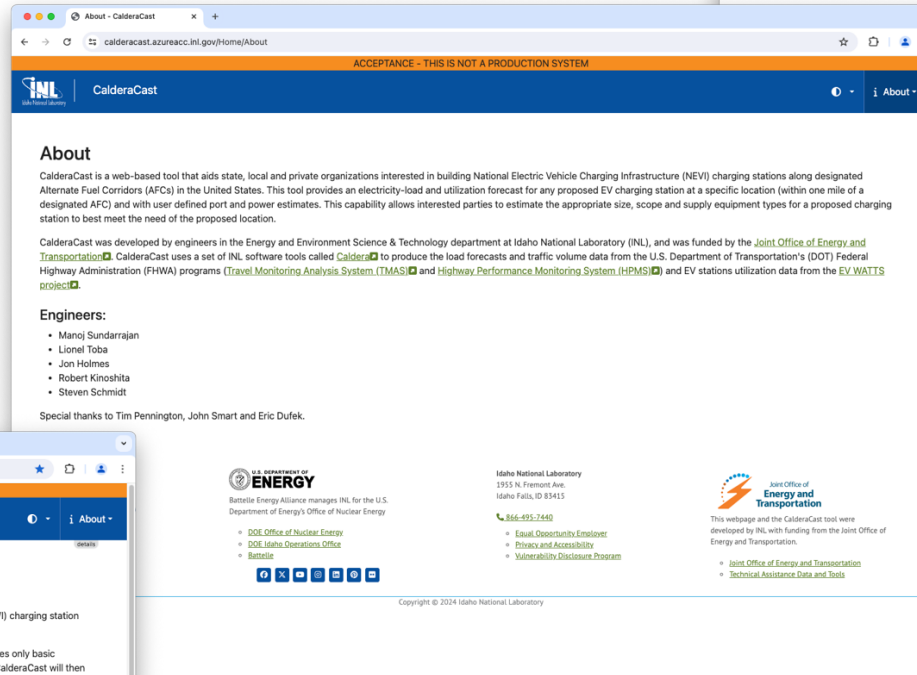 About - CalderaCast
calderacast.azureacc.inl.gov/Home/About
ACCEPTANCE - THIS IS NOT A PRODUCTION SYSTEM
INL
Idaho National Laboratory
CalderaCast
About
About
CalderaCast is a web-based tool that aids state, local and private organizations interested in building National Electric Vehicle Charging Infrastructure (NEVI) charging stations along designated
Alternate Fuel Corridors (AFCs) in the United States. This tool provides an electricity-load and utilization forecast for any proposed EV charging station at a specific location (within one mile of a
designated AFC) and with user defined port and power estimates. This capability allows interested parties to estimate the appropriate size, scope and supply equipment types for a proposed charging
station to best meet the need of the proposed location.
CalderaCast was developed by engineers in the Energy and Environment Science & Technology department at Idaho National Laboratory (INL), and was funded by the Joint Office of Energy and
Transportation. CalderaCast uses a set of INL software tools called Caldera to produce the load forecasts and traffic volume data from the U.S. Department of Transportation's (DOT) Federal
Highway Administration (FHWA) programs (Travel Monitoring Analysis System (TMAS) and Highway Performance Monitoring System (HPMS)) and EV stations utilization data from the EV WATTS
project.
Engineers:
• Manoj Sundarrajan
• Lionel Toba
• Jon Holmes
• Robert Kinoshita
• Steven Schmidt
Special thanks to Tim Pennington, John Smart and Eric Dufek.
About
details
I) charging station
es only basic
CalderaCast will then
U.S. DEPARTMENT OF
ENERGY
Battelle Energy Alliance manages INL for the U.S.
Department of Energy's Office of Nuclear Energy
DOE Office of Nuclear Energy
DOE Idaho Operations Office
Battelle
Idaho National Laboratory
1955 N. Fremont Ave.
Idaho Falls, ID 83415
866-495-7440
Equal Opportunity Employer
Privacy and Accessibility
Vulnerability Disclosure Program
Joint Office of
Energy and
Transportation
This webpage and the CalderaCast tool were
developed by INL with funding from the Joint Office of
Energy and Transportation.
Joint Office of Energy and Transportation
Technical Assistance Data and Tools
Copyright © 2024 Idaho National Laboratory